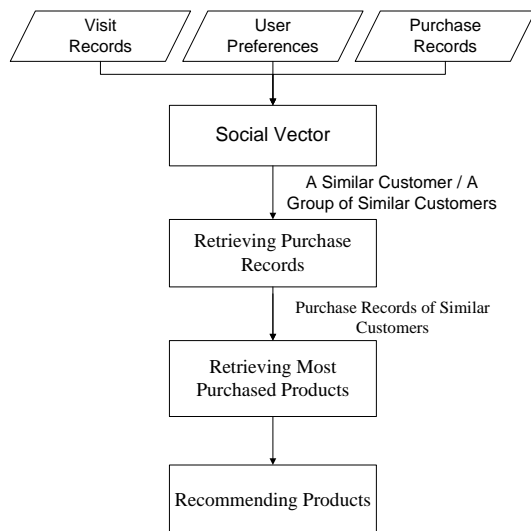 Visit
Records
User
Preferences
Purchase
Records
Social Vector
A Similar Customer / A
Group of Similar Customers
Retrieving Purchase
Records
Purchase Records of Similar
Customers
Retrieving Most
Purchased Products
Recommending Products